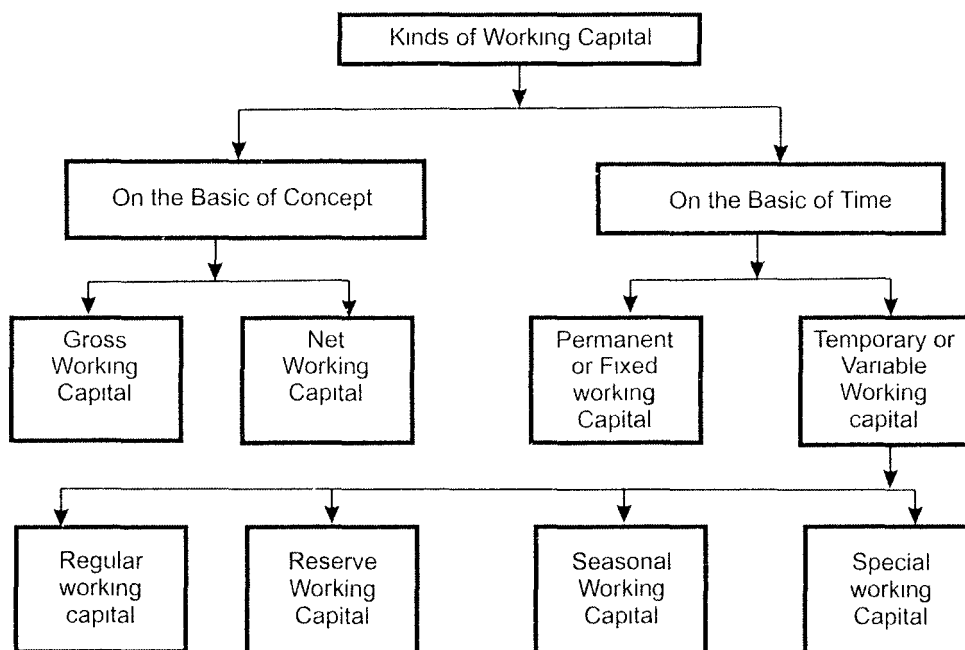 Kinds of Working Capital
On the Basic of Concept
On the Basic of Time
Gross
Working
Capital
Net
Working
Capital
Permanent
or Fixed
working
Capital
Temporary or
Variable
Working
capital
Regular
working
capital
Reserve
Working
Capital
Seasonal
Working
Capital
Special
working
Capital